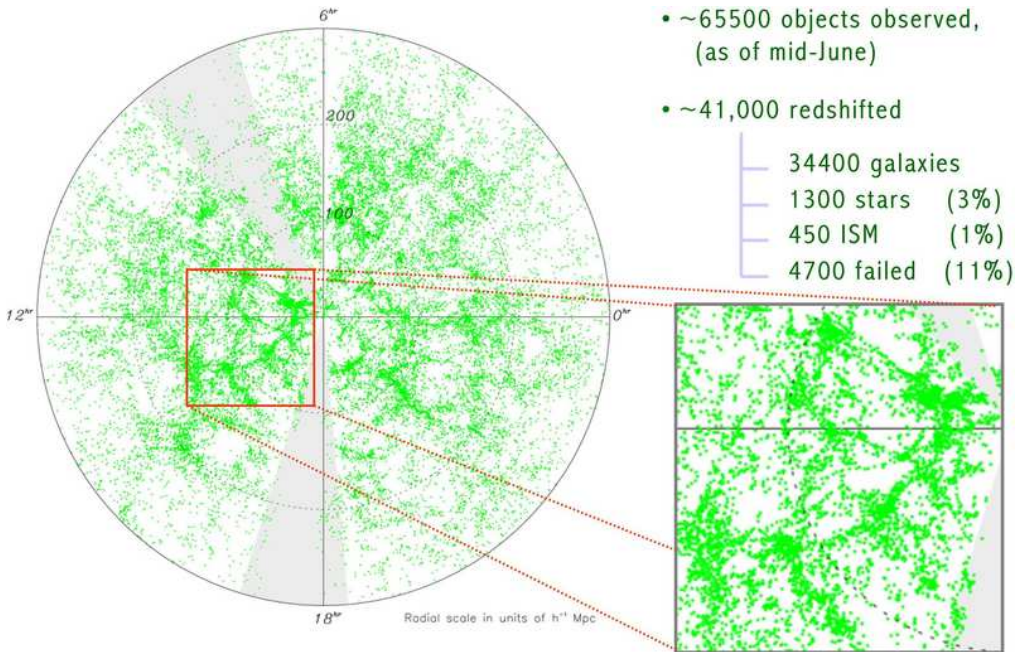 6hr
200
100
12hr
0hr
18hr
Radial scale in units of h⁻¹ Mpc
• ~65500 objects observed,
(as of mid-June)
• ~41,000 redshifted
34400 galaxies
1300 stars (3%)
450 ISM (1%)
4700 failed (11%)